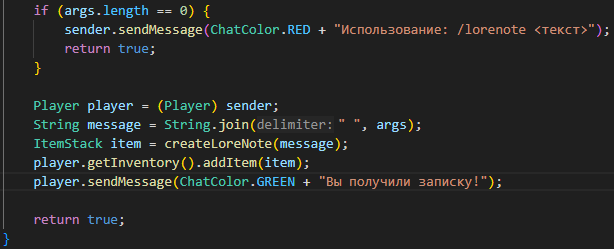 if (args.length == 0) {
sender.sendMessage(ChatColor.RED + "Использование: /lorenote <текст>");
return true;
}
Player player = (Player) sender;
String message = String.join(delimiter: " ", args);
ItemStack item = createLoreNote(message);
player.getInventory().addItem(item);
player.sendMessage(ChatColor.GREEN + "Вы получили записку!");
return true;
}